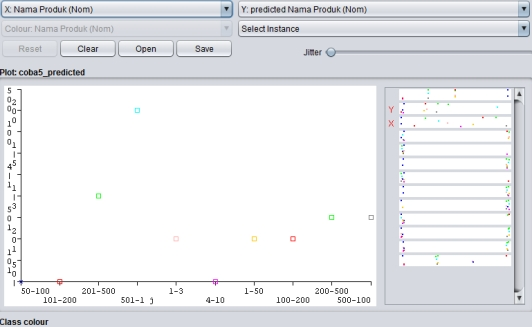 X: Nama Produk (Nom)
Y: predicted Nama Produk (Nom)
Colour: Nama Produk (Nom)
Select Instance
Reset
Clear
Open
Save
Jitter
Plot: coba5_predicted
Y
X
50-100
201-500
1-3
1-50
200-500
101-200
501-1 j
4-10
100-200
500-100
Class colour